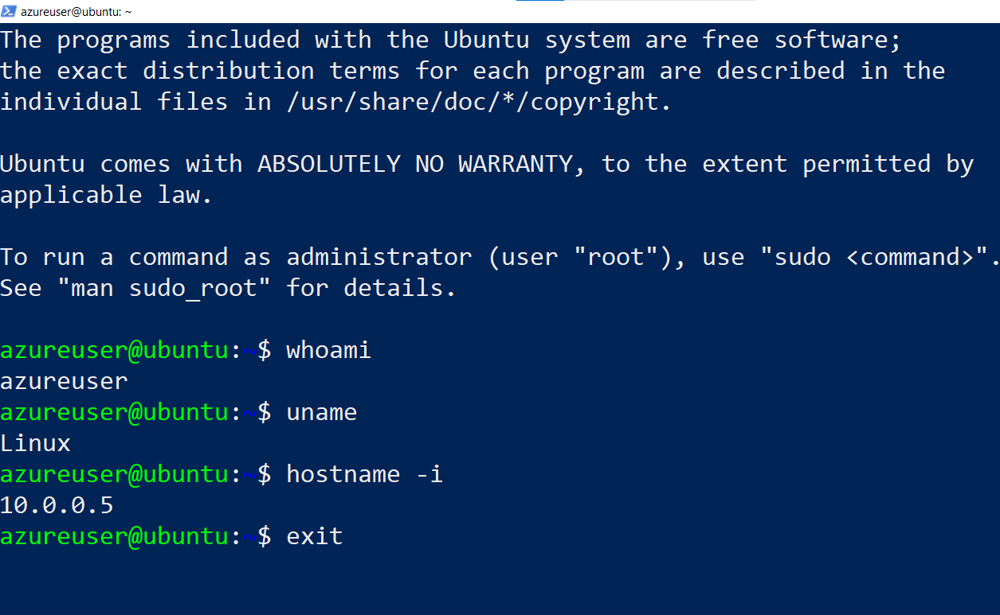 azureuser@ubuntu: ~
The programs included with the Ubuntu system are free software;
the exact distribution terms for each program are described in the
individual files in /usr/share/doc/*/copyright.
Ubuntu comes with ABSOLUTELY NO WARRANTY, to the extent permitted by
applicable law.
To run a command as administrator (user "root"), use "sudo <command>".
See "man sudo_root" for details.
azureuser@ubuntu:~$ whoami
azureuser
azureuser@ubuntu:~$ uname
Linux
azureuser@ubuntu:~$ hostname -i
10.0.0.5
azureuser@ubuntu:~$ exit